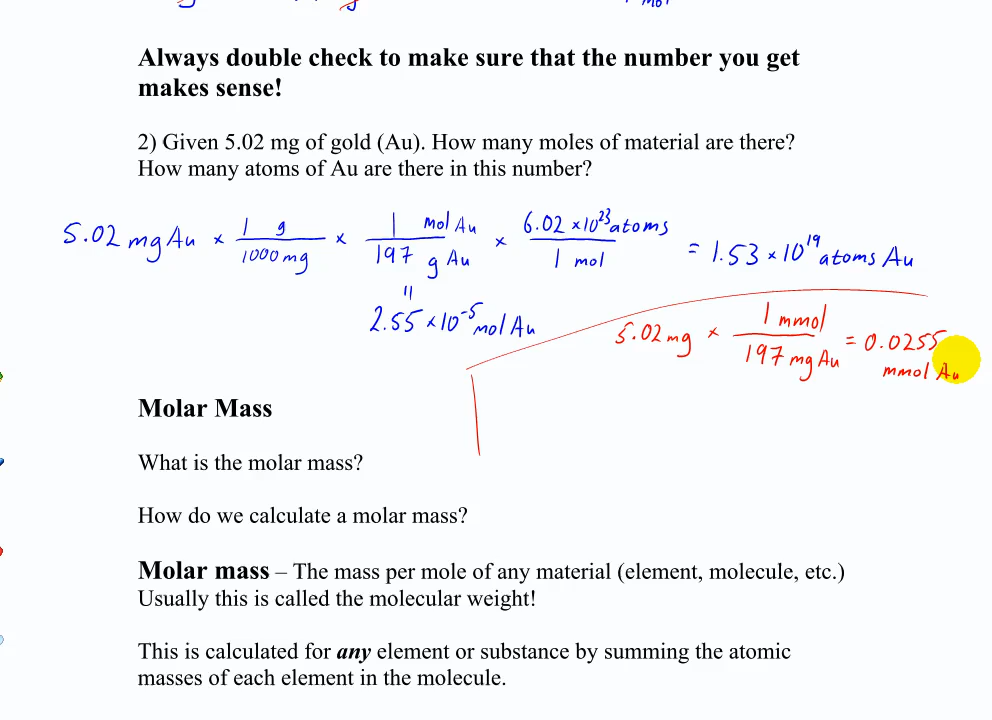 mol
Always double check to make sure that the number you get
makes sense!
2) Given 5.02 mg of gold (Au). How many moles of material are there?
How many atoms of Au are there in this number?
5.02 mg Au × 1 g / 1000 mg × 1 mol Au / 197 g Au × 6.02 × 10²³ atoms / 1 mol = 1.53 × 10¹⁹ atoms Au
=
2.55 × 10⁻⁵ mol Au
5.02 mg × 1 mmol / 197 mg Au = 0.0255
mmol Au
Molar Mass
What is the molar mass?
How do we calculate a molar mass?
Molar mass – The mass per mole of any material (element, molecule, etc.)
Usually this is called the molecular weight!
This is calculated for any element or substance by summing the atomic
masses of each element in the molecule.